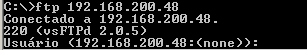 C:\>ftp 192.168.200.48
Conectado a 192.168.200.48.
220 (vsFTPd 2.0.5)
Usuário (192.168.200.48:(none)):